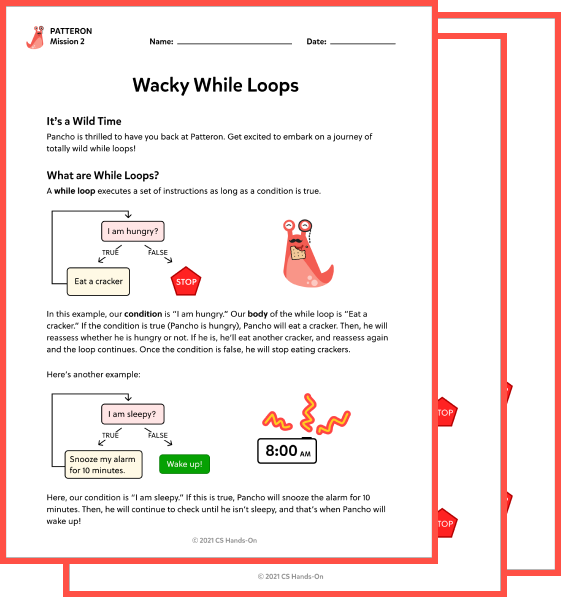 PATTERON
Mission 2
Name:
Date:
Wacky While Loops
It's a Wild Time
Pancho is thrilled to have you back at Patteron. Get excited to embark on a journey of
totally wild while loops!
What are While Loops?
A while loop executes a set of instructions as long as a condition is true.
I am hungry?
TRUE
FALSE
Eat a cracker
STOP
In this example, our condition is “I am hungry.” Our body of the while loop is “Eat a
cracker.” If the condition is true (Pancho is hungry), Pancho will eat a cracker. Then, he will
reassess whether he is hungry or not. If he is, he'll eat another cracker, and reassess again
and the loop continues. Once the condition is false, he will stop eating crackers.
Here's another example:
I am sleepy?
TRUE
FALSE
Snooze my alarm
for 10 minutes.
Wake up!
8:00 AM
Here, our condition is “I am sleepy.” If this is true, Pancho will snooze the alarm for 10
minutes. Then, he will continue to check until he isn't sleepy, and that's when Pancho will
wake up!
© 2021 CS Hands-On
TOP
TOP
© 2021 CS Hands-On